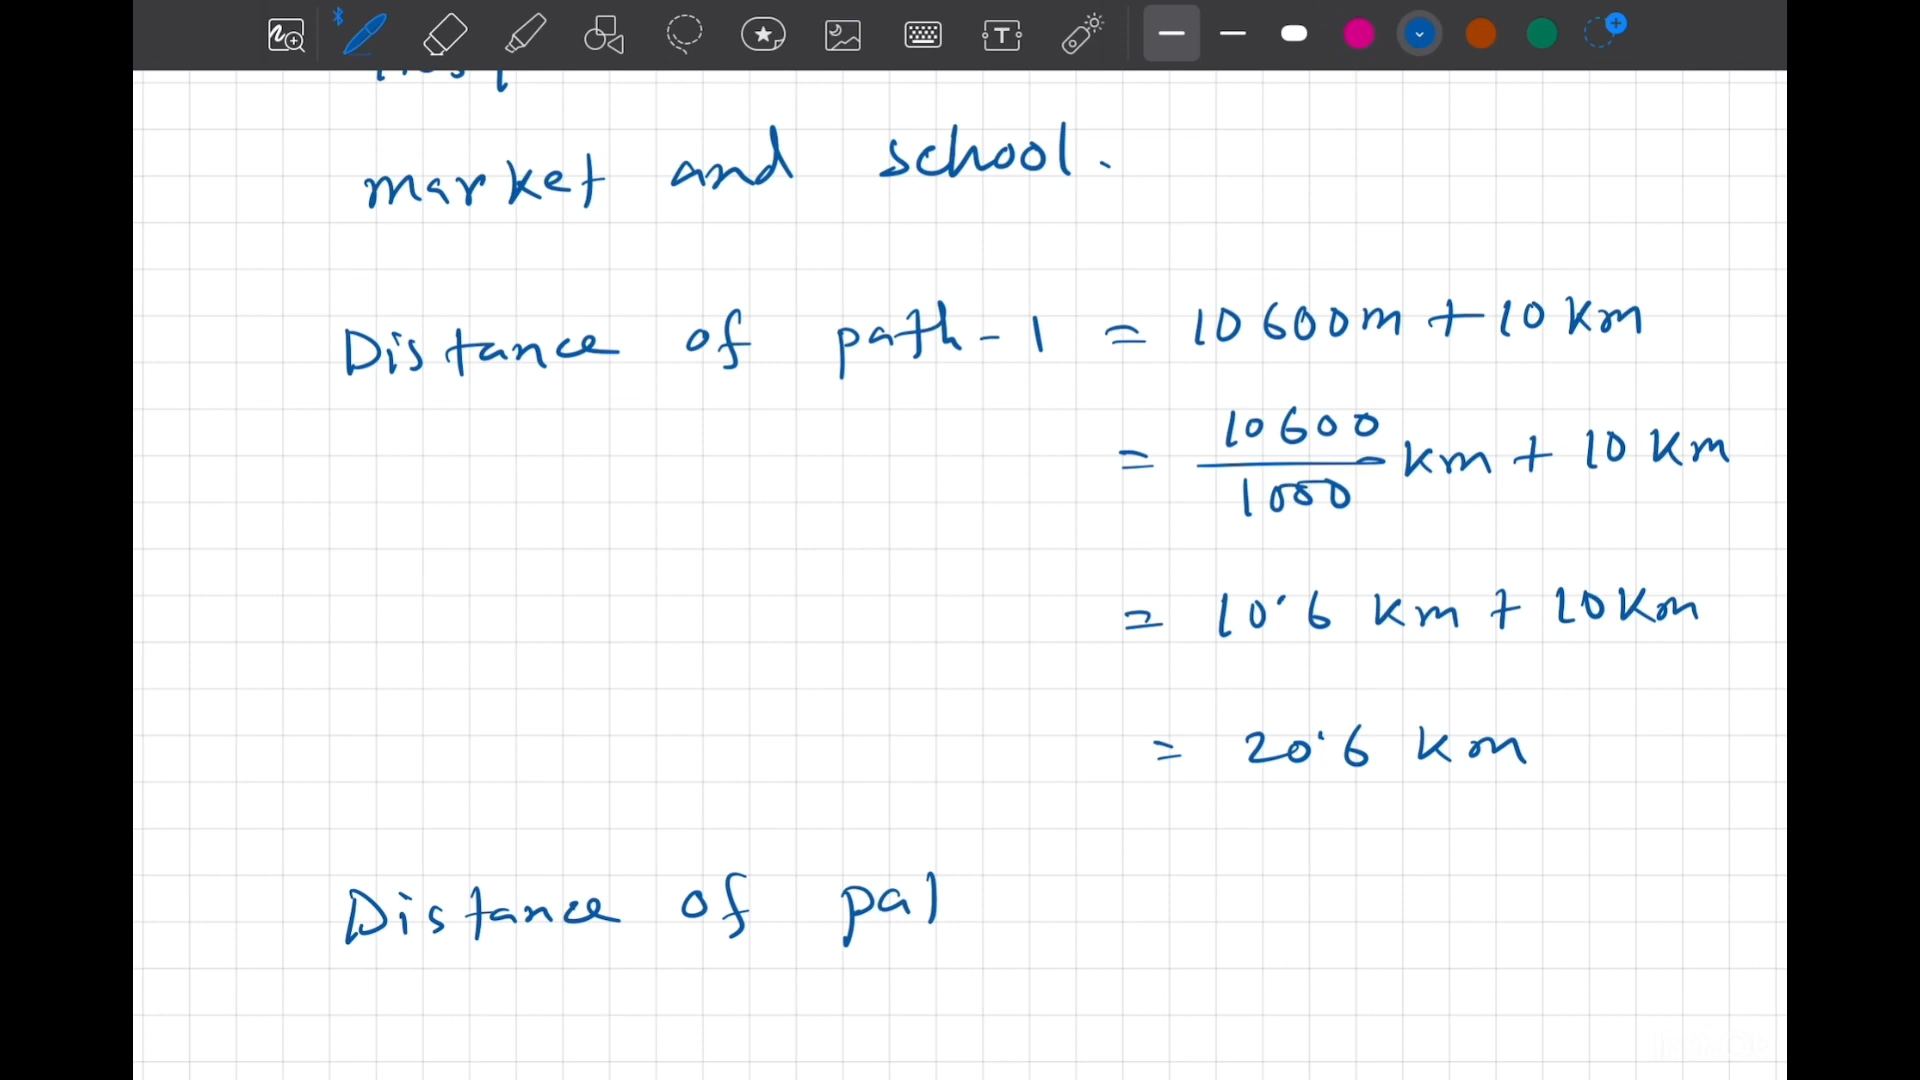 market and school.
Distance of path-1 = 10600m + 10 Km
= 10600/1000 km + 10 Km
= 10·6 km + 10 Km
= 20·6 km
Distance of pal